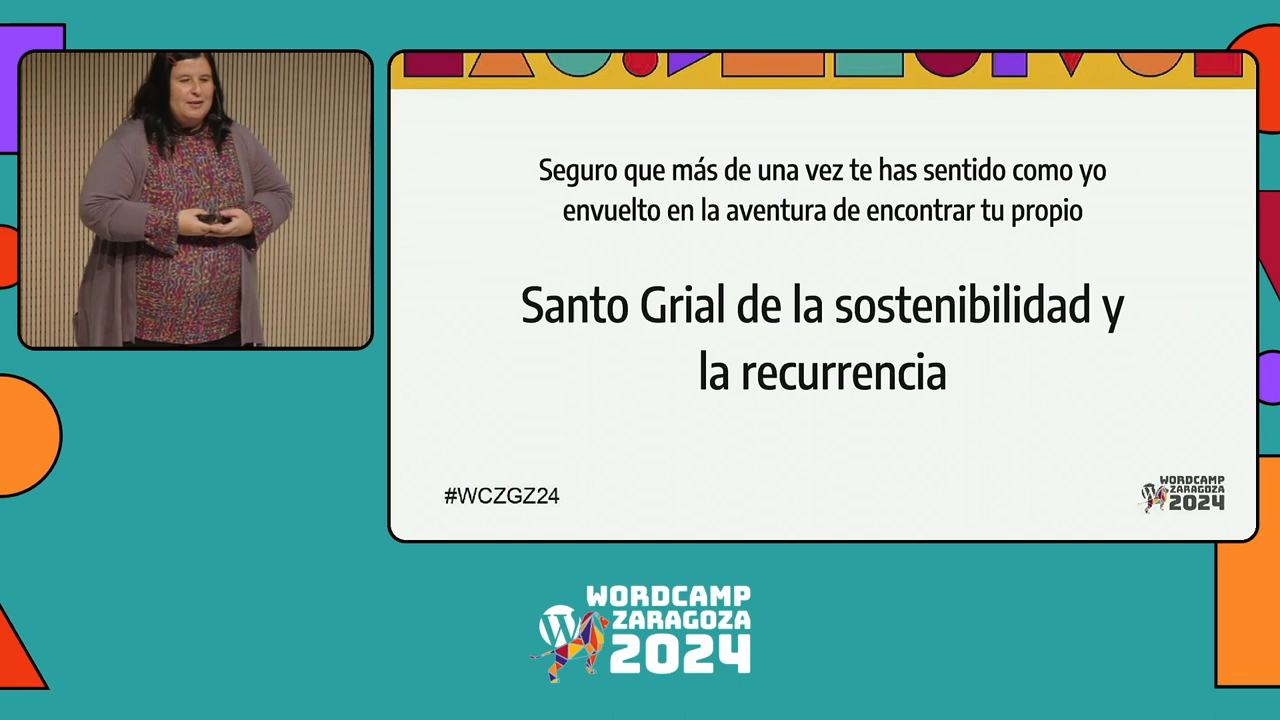 Seguro que más de una vez te has sentido como yo
envuelto en la aventura de encontrar tu propio
Santo Grial de la sostenibilidad y
la recurrencia
#WCZGZ24
WORDCAMP
ZARAGOZA
2024
WORDCAMP
ZARAGOZA
2024